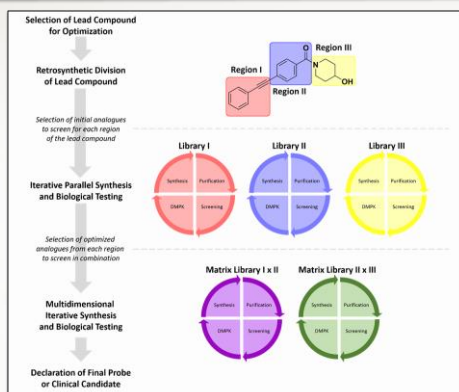 Selection of Lead Compound
for Optimization
Retrosynthetic Division
of Lead Compound
Region I
Region II
Region III
O
N
OH
Selection of initial analogues
to screen for each region
of the lead compound
Library I
Library II
Library III
Iterative Parallel Synthesis
and Biological Testing
Synthesis
Purification
DMPK
Screening
Synthesis
Purification
DMPK
Screening
Synthesis
Purification
DMPK
Screening
Selection of optimized
analogues from each region
to screen in combination
Matrix Library I x II
Matrix Library II x III
Multidimensional
Iterative Synthesis
and Biological Testing
Synthesis
Purification
DMPK
Screening
Synthesis
Purification
DMPK
Screening
Declaration of Final Probe
or Clinical Candidate